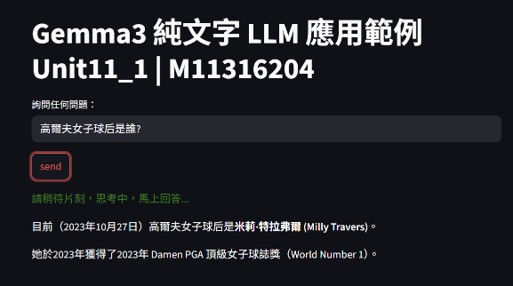 Gemma3 純文字 LLM 應用範例
Unit11_1 | M11316204
詢問任何問題：
高爾夫女子球后是誰?
send
請稍待片刻，思考中，馬上回答...
目前（2023年10月27日）高爾夫女子球后是米莉·特拉弗爾 (Milly Travers)。
她於2023年獲得了2023年 Damen PGA 頂級女子球誌獎（World Number 1）。